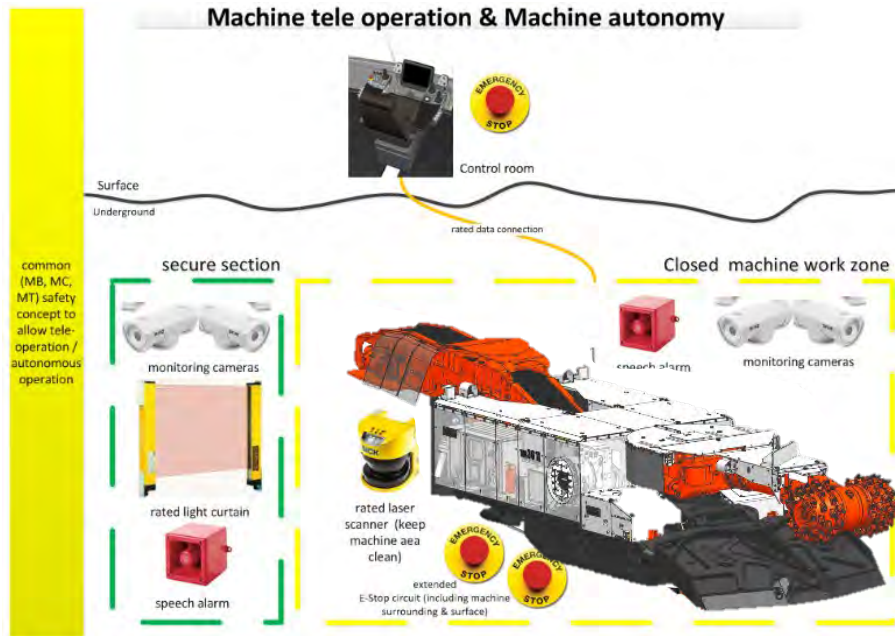 Machine tele operation & Machine autonomy
EMERGENCY
STOP
Control room
Surface
Underground
rated data connection
common
(MB, MC,
MT) safety
concept to
allow tele-
operation /
autonomous
operation
secure section
monitoring cameras
rated light curtain
speech alarm
Closed machine work zone
speech alarm
monitoring cameras
SICK
rated laser
scanner (keep
machine aea
clean)
EMERGENCY
STOP
EMERGENCY
STOP
extended
E-Stop circuit (including machine
surrounding & surface)